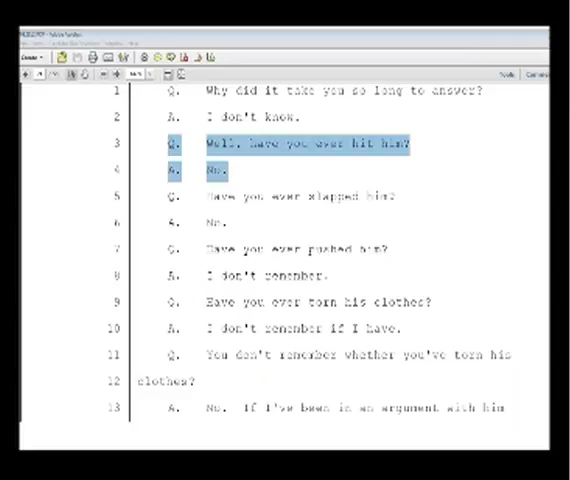 Tools
1 Q. Why did it take you so long to answer?
2 A. I don't know.
3 Q. Well, have you ever hit him?
4 A. No.
5 Q. Have you ever slapped him?
6 A. No.
7 Q. Have you ever pushed him?
8 A. I don't remember.
9 Q. Have you ever torn his clothes?
10 A. I don't remember if I have.
11 Q. You don't remember whether you've torn his
12 clothes?
13 A. No. If I've been in an argument with him